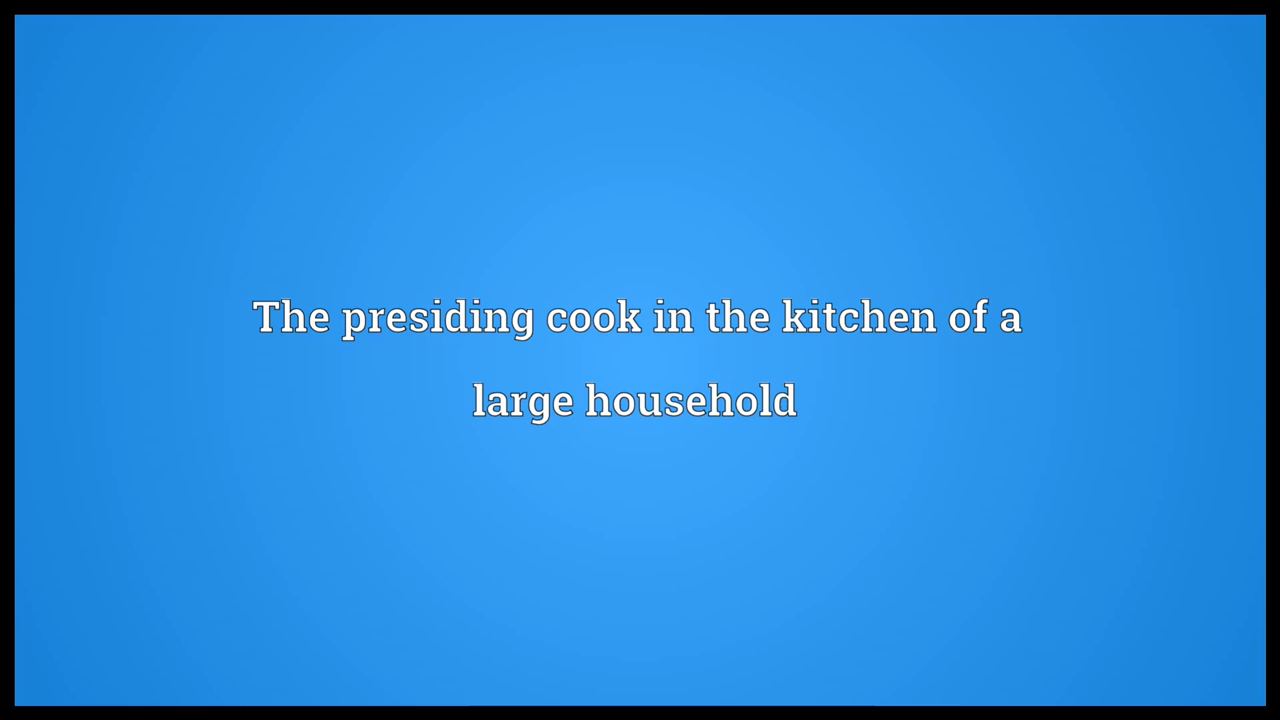 The presiding cook in the kitchen of a
large household